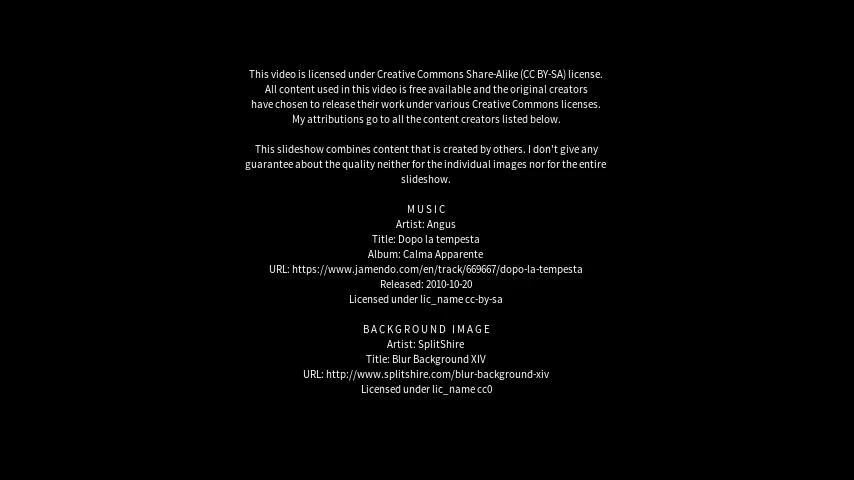 This video is licensed under Creative Commons Share-Alike (CC BY-SA) license.
All content used in this video is free available and the original creators
have chosen to release their work under various Creative Commons licenses.
My attributions go to all the content creators listed below.
This slideshow combines content that is created by others. I don't give any
guarantee about the quality neither for the individual images nor for the entire
slideshow.
MUSIC
Artist: Angus
Title: Dopo la tempesta
Album: Calma Apparente
URL: https://www.jamendo.com/en/track/669667/dopo-la-tempesta
Released: 2010-10-20
Licensed under lic_name cc-by-sa
BACKGROUND IMAGE
Artist: SplitShire
Title: Blur Background XIV
URL: http://www.splitshire.com/blur-background-xiv
Licensed under lic_name cc0